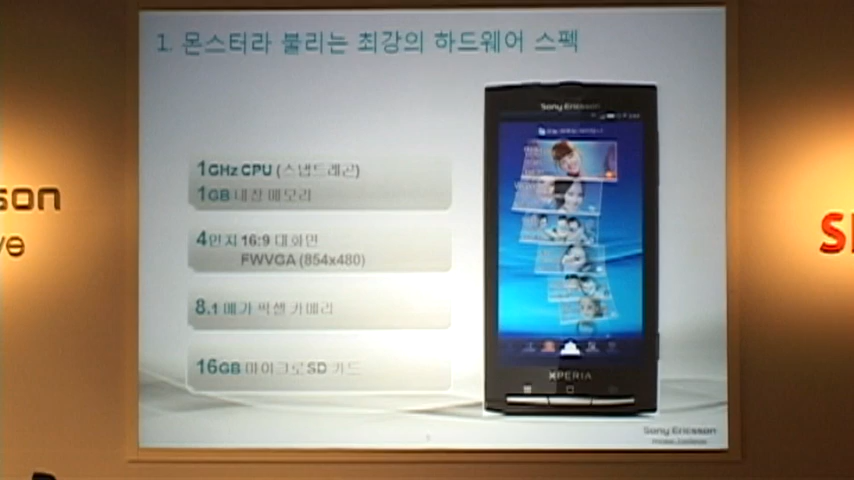 1. 몬스터라 불리는 최강의 하드웨어 스펙
1GHz CPU (스냅드래곤)
1GB 내장 메모리
4인치 16:9 대화면
FWVGA (854x480)
8.1 메가 픽셀 카메라
16GB 마이크로SD 카드
Sony Ericsson
XPERIA
Sony Ericsson
sson